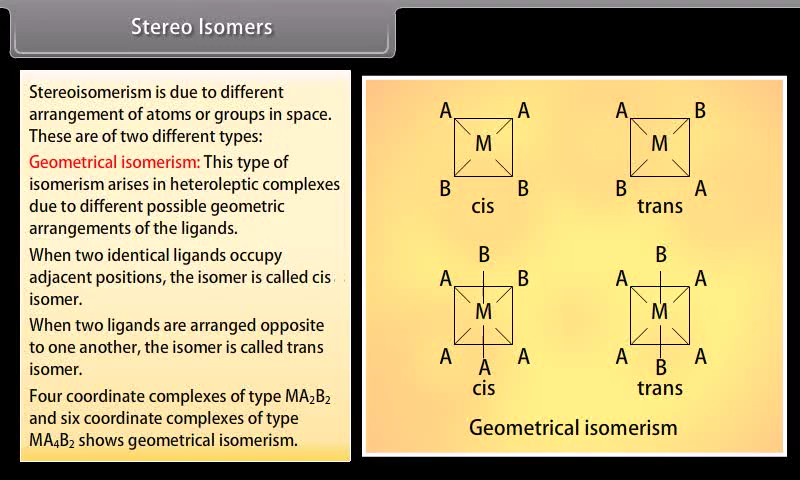 Stereo Isomers
Stereoisomerism is due to different
arrangement of atoms or groups in space.
These are of two different types:
Geometrical isomerism: This type of
isomerism arises in heteroleptic complexes
due to different possible geometric
arrangements of the ligands.
When two identical ligands occupy
adjacent positions, the isomer is called cis
isomer.
When two ligands are arranged opposite
to one another, the isomer is called trans
isomer.
Four coordinate complexes of type MA₂B₂
and six coordinate complexes of type
MA₄B₂ shows geometrical isomerism.
A A
M
B B
cis
A B
M
B A
trans
B
A B
M
A A A
cis
B
A A
M
A B A
trans
Geometrical isomerism